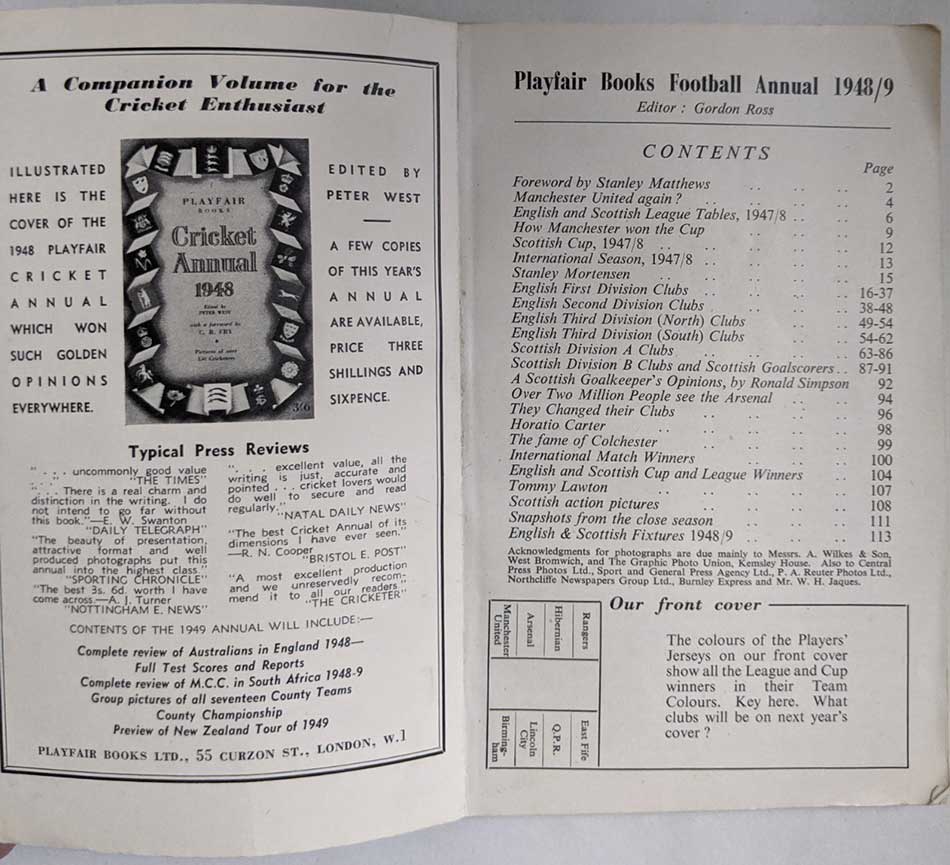 A Companion Volume for the
Cricket Enthusiast
ILLUSTRATED
HERE IS THE
COVER OF THE
1948 PLAYFAIR
CRICKET
ANNUAL
WHICH WON
SUCH GOLDEN
OPINIONS
EVERYWHERE.
PLAYFAIR
BOOKS
Cricket
Annual
1948
Edited by
PETER WEST
with a foreword by
C. B. FRY
Pictures of over
3/6
EDITED BY
PETER WEST
A FEW COPIES
OF THIS YEAR'S
ANNUAL
ARE AVAILABLE,
PRICE THREE
SHILLINGS AND
SIXPENCE.
Typical Press Reviews
". . . uncommonly good value
"THE TIMES"
". . . There is a real charm and
distinction in the writing. I do
not intend to go far without
this book."—E. W. Swanton
"DAILY TELEGRAPH"
"The beauty of presentation,
attractive format and well
produced photographs put this
annual into the highest class."
"SPORTING CHRONICLE"
"The best 3s. 6d. worth I have
come across.—A. J. Turner
"NOTTINGHAM E. NEWS"
". . . excellent value, all the
writing is just, accurate and
pointed . . . cricket lovers would
do well to secure and read
regularly."
"NATAL DAILY NEWS"
"The best Cricket Annual of its
dimensions I have ever seen."
—R. N. Cooper
"BRISTOL E. POST"
"A most excellent production
and we unreservedly recom-
mend it to all our readers."
"THE CRICKETER"
CONTENTS OF THE 1949 ANNUAL WILL INCLUDE:—
Complete review of Australians in England 1948—
Full Test Scores and Reports
Complete review of M.C.C. in South Africa 1948-9
Group pictures of all seventeen County Teams
County Championship
Preview of New Zealand Tour of 1949
PLAYFAIR BOOKS LTD., 55 CURZON ST., LONDON, W.1
Playfair Books Football Annual 1948/9
Editor : Gordon Ross
CONTENTS
Page
Foreword by Stanley Matthews .. .. .. 2
Manchester United again ? .. .. .. 4
English and Scottish League Tables, 1947/8 .. .. 6
How Manchester won the Cup .. .. .. 9
Scottish Cup, 1947/8 .. .. .. .. 12
International Season, 1947/8 .. .. .. .. 13
Stanley Mortensen .. .. .. .. 15
English First Division Clubs .. .. .. 16-37
English Second Division Clubs .. .. .. 38-48
English Third Division (North) Clubs .. .. 49-54
English Third Division (South) Clubs .. .. 54-62
Scottish Division A Clubs .. .. .. 63-86
Scottish Division B Clubs and Scottish Goalscorers .. 87-91
A Scottish Goalkeeper's Opinions, by Ronald Simpson 92
Over Two Million People see the Arsenal .. .. 94
They Changed their Clubs .. .. .. 96
Horatio Carter .. .. .. .. 98
The fame of Colchester .. .. .. 99
International Match Winners .. .. .. 100
English and Scottish Cup and League Winners .. 104
Tommy Lawton .. .. .. .. 107
Scottish action pictures .. .. .. 108
Snapshots from the close season .. .. .. 111
English & Scottish Fixtures 1948/9 .. .. .. 113
Acknowledgments for photographs are due mainly to Messrs. A. Wilkes & Son,
West Bromwich, and The Graphic Photo Union, Kemsley House. Also to Central
Press Photos Ltd., Sport and General Press Agency Ltd., P. A. Reuter Photos Ltd.,
Northcliffe Newspapers Group Ltd., Burnley Express and Mr. W. H. Jaques.
Our front cover
Manchester
United
Arsenal
Hibernian
Rangers
Birming-
ham
Lincoln
City
Q.P.R.
East Fife
The colours of the Players'
Jerseys on our front cover
show all the League and Cup
winners in their Team
Colours. Key here. What
clubs will be on next year's
cover ?